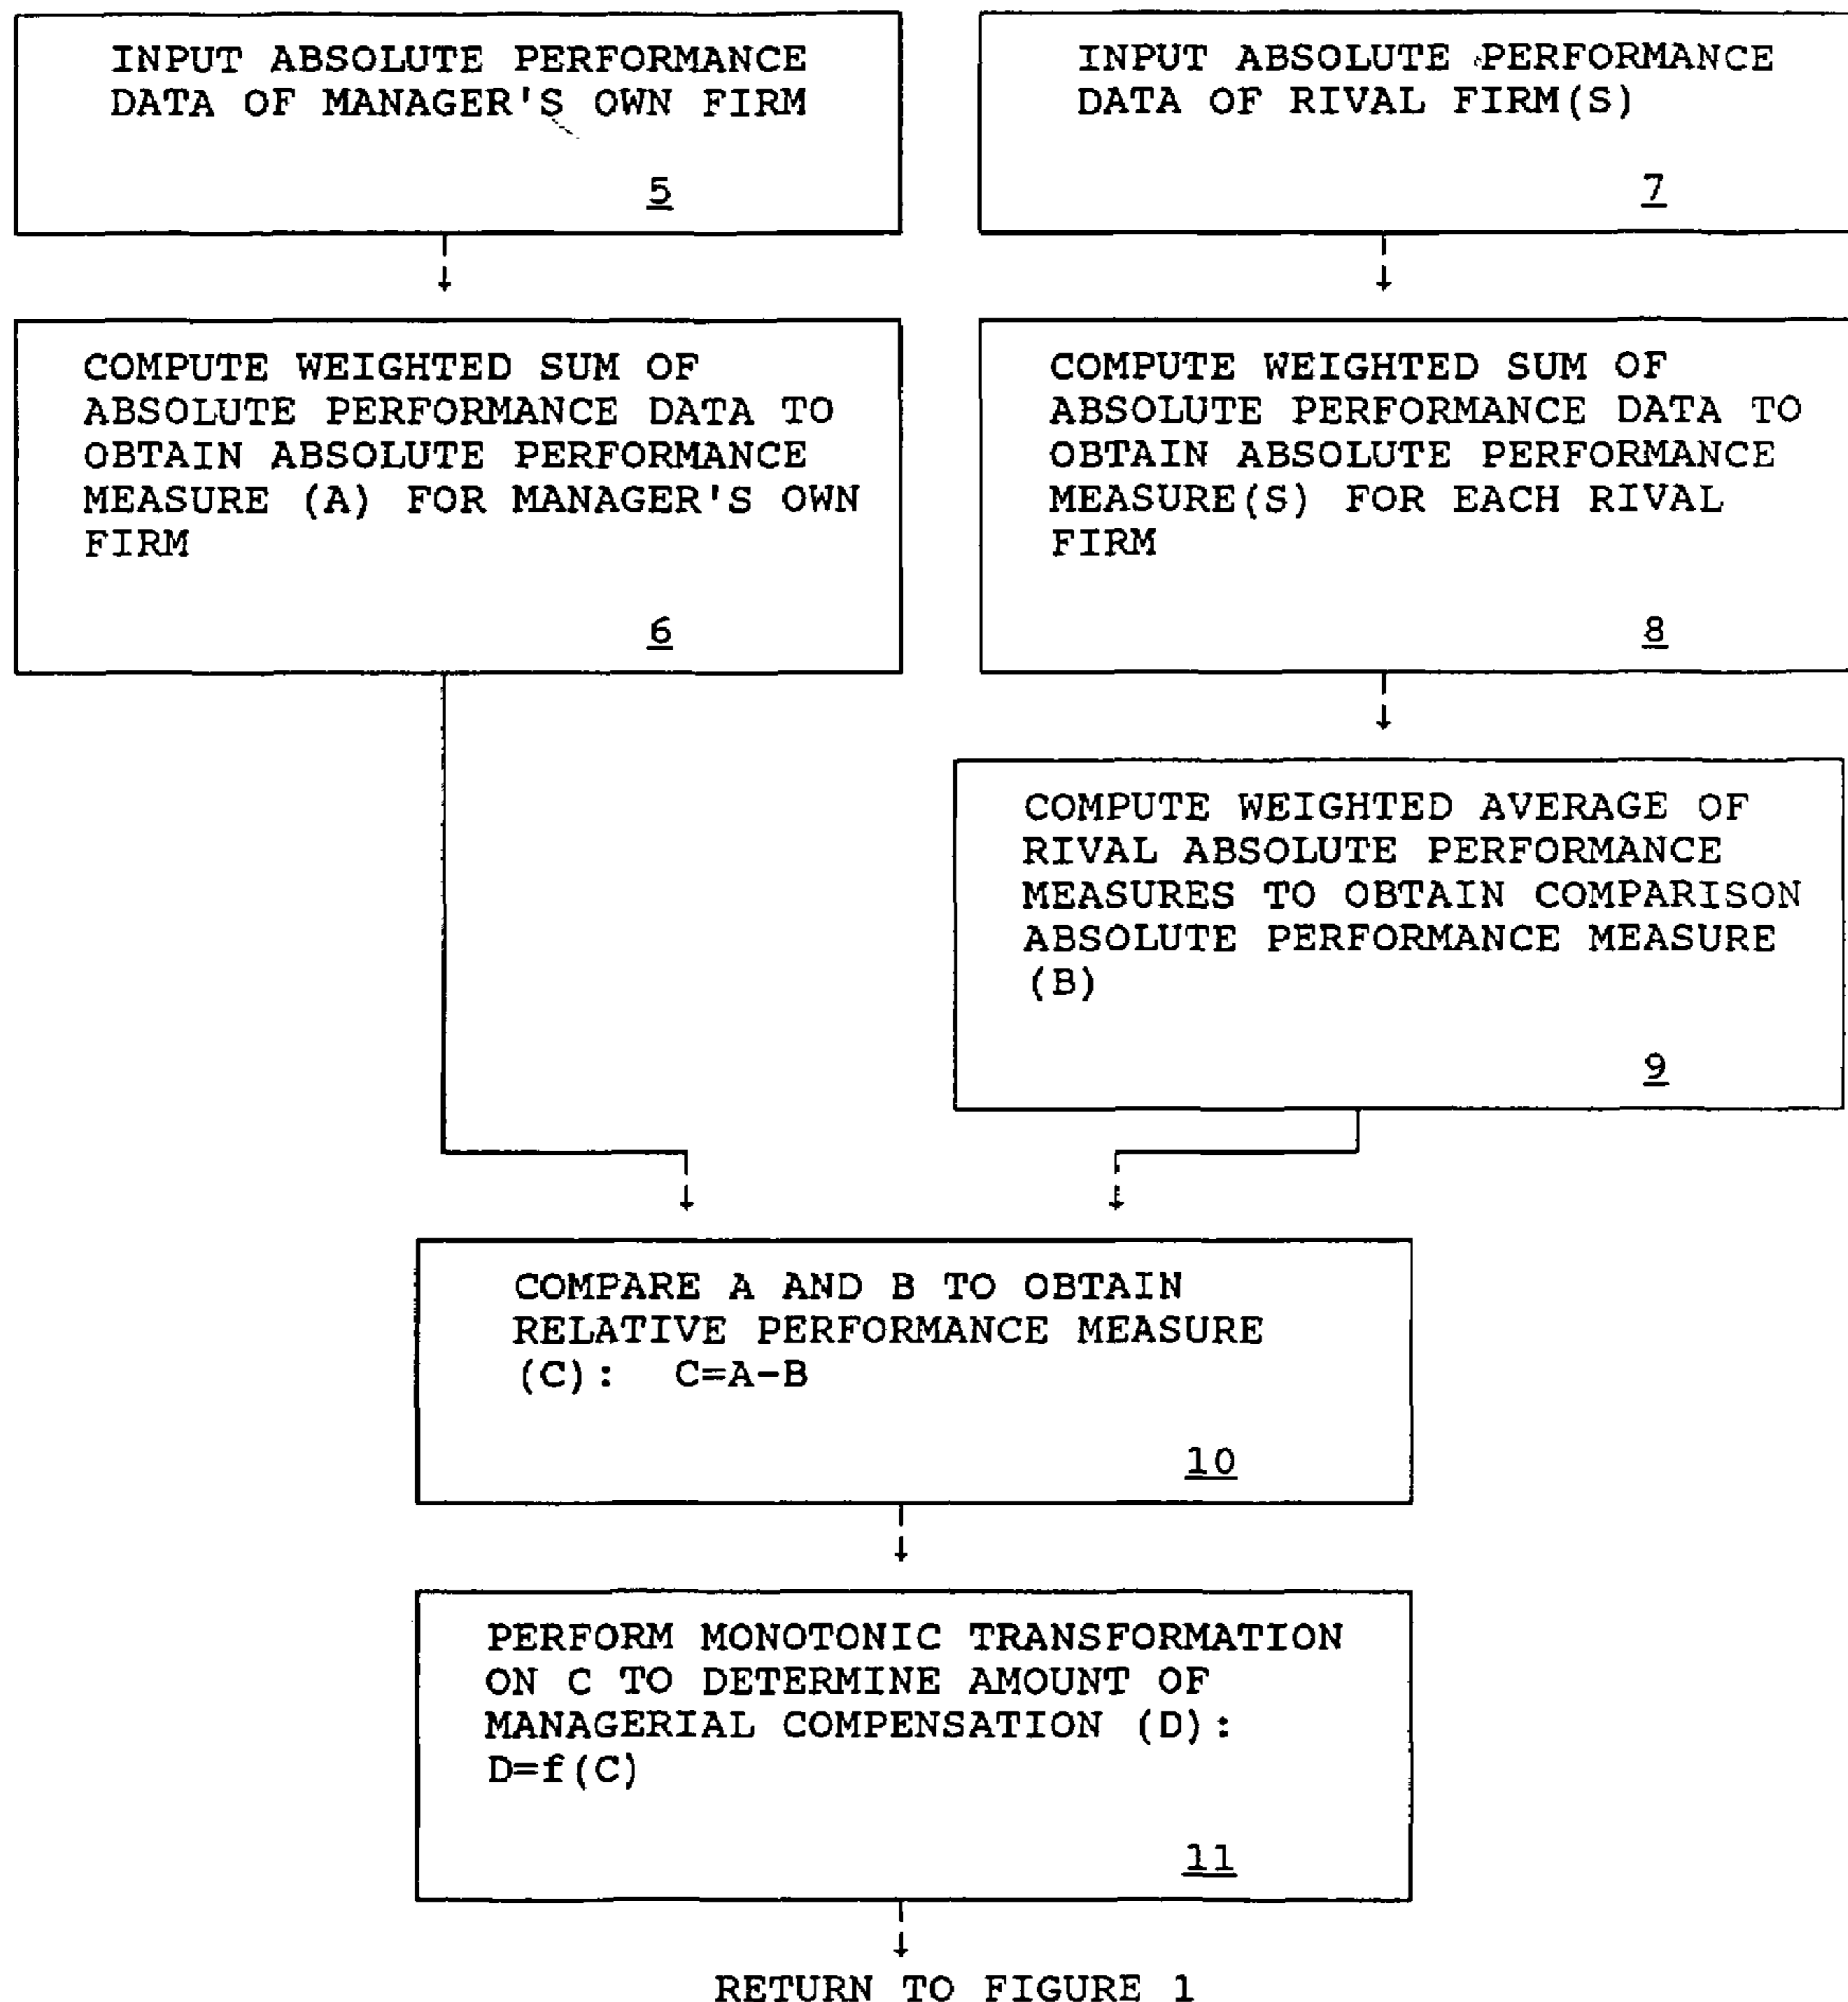 INPUT ABSOLUTE PERFORMANCE
DATA OF MANAGER'S OWN FIRM
5
INPUT ABSOLUTE PERFORMANCE
DATA OF RIVAL FIRM(S)
7
COMPUTE WEIGHTED SUM OF
ABSOLUTE PERFORMANCE DATA TO
OBTAIN ABSOLUTE PERFORMANCE
MEASURE (A) FOR MANAGER'S OWN
FIRM
6
COMPUTE WEIGHTED SUM OF
ABSOLUTE PERFORMANCE DATA TO
OBTAIN ABSOLUTE PERFORMANCE
MEASURE(S) FOR EACH RIVAL
FIRM
8
COMPUTE WEIGHTED AVERAGE OF
RIVAL ABSOLUTE PERFORMANCE
MEASURES TO OBTAIN COMPARISON
ABSOLUTE PERFORMANCE MEASURE
(B)
9
COMPARE A AND B TO OBTAIN
RELATIVE PERFORMANCE MEASURE
(C): C=A-B
10
PERFORM MONOTONIC TRANSFORMATION
ON C TO DETERMINE AMOUNT OF
MANAGERIAL COMPENSATION (D):
D=f(C)
11
RETURN TO FIGURE 1